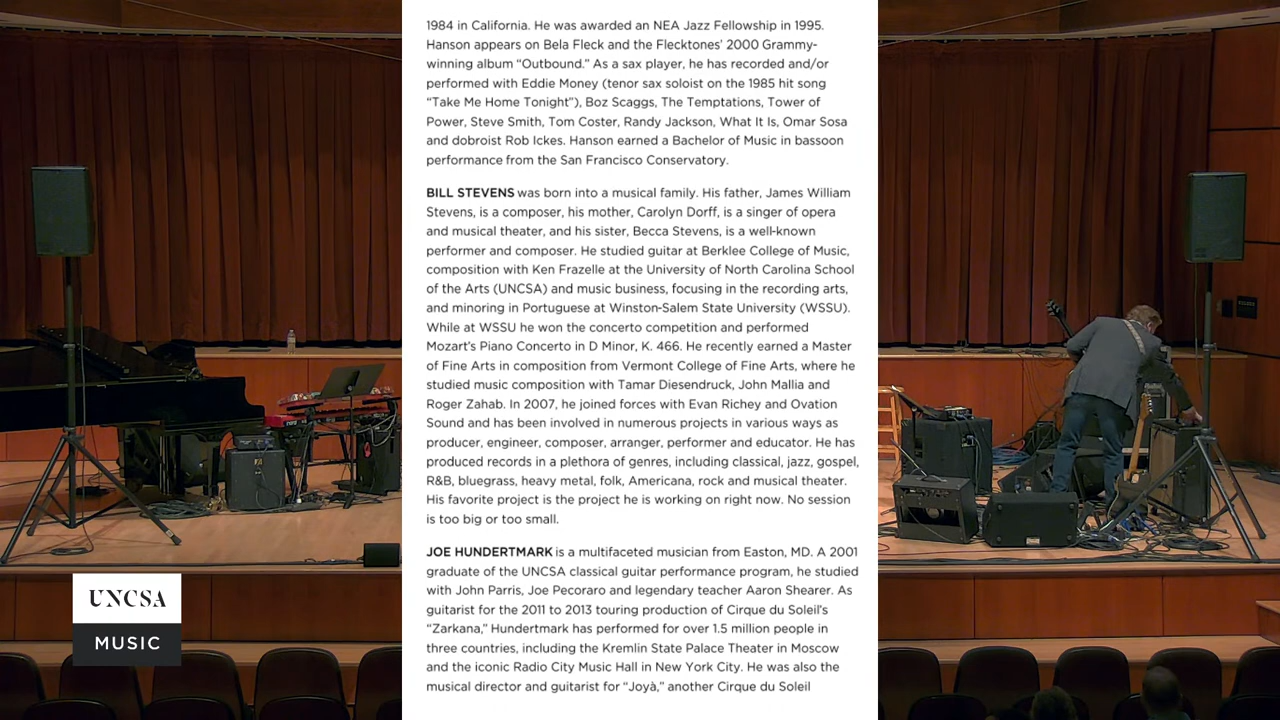 1984 in California. He was awarded an NEA Jazz Fellowship in 1995.
Hanson appears on Bela Fleck and the Flecktones' 2000 Grammy-
winning album “Outbound.” As a sax player, he has recorded and/or
performed with Eddie Money (tenor sax soloist on the 1985 hit song
“Take Me Home Tonight”), Boz Scaggs, The Temptations, Tower of
Power, Steve Smith, Tom Coster, Randy Jackson, What It Is, Omar Sosa
and dobroist Rob Ickes. Hanson earned a Bachelor of Music in bassoon
performance from the San Francisco Conservatory.
BILL STEVENS was born into a musical family. His father, James William
Stevens, is a composer, his mother, Carolyn Dorff, is a singer of opera
and musical theater, and his sister, Becca Stevens, is a well-known
performer and composer. He studied guitar at Berklee College of Music,
composition with Ken Frazelle at the University of North Carolina School
of the Arts (UNCSA) and music business, focusing in the recording arts,
and minoring in Portuguese at Winston-Salem State University (WSSU).
While at WSSU he won the concerto competition and performed
Mozart's Piano Concerto in D Minor, K. 466. He recently earned a Master
of Fine Arts in composition from Vermont College of Fine Arts, where he
studied music composition with Tamar Diesendruck, John Mallia and
Roger Zahab. In 2007, he joined forces with Evan Richey and Ovation
Sound and has been involved in numerous projects in various ways as
producer, engineer, composer, arranger, performer and educator. He has
produced records in a plethora of genres, including classical, jazz, gospel,
R&B, bluegrass, heavy metal, folk, Americana, rock and musical theater.
His favorite project is the project he is working on right now. No session
is too big or too small.
JOE HUNDERTMARK is a multifaceted musician from Easton, MD. A 2001
graduate of the UNCSA classical guitar performance program, he studied
with John Parris, Joe Pecoraro and legendary teacher Aaron Shearer. As
guitarist for the 2011 to 2013 touring production of Cirque du Soleil's
“Zarkana,” Hundertmark has performed for over 1.5 million people in
three countries, including the Kremlin State Palace Theater in Moscow
and the iconic Radio City Music Hall in New York City. He was also the
musical director and guitarist for “Joyà,” another Cirque du Soleil
UNCSA
MUSIC